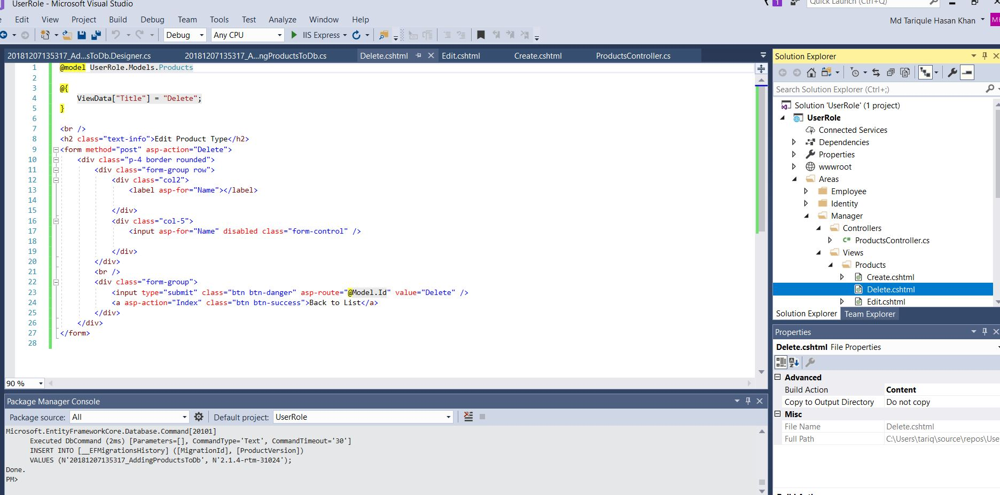 UserRole - Microsoft Visual Studio
Quick Launch (Ctrl+Q)
Edit View Project Build Debug Team Tools Test Analyze Window Help
Md Tariqule Hasan Khan
Debug Any CPU IIS Express
20181207135317_Ad...sToDb.Designer.cs 20181207135317_A...ngProductsToDb.cs Delete.cshtml Edit.cshtml Create.cshtml ProductsController.cs
1 @model UserRole.Models.Products
2
3 @{
4 ViewData["Title"] = "Delete";
5 }
6
7 <br />
8 <h2 class="text-info">Edit Product Type</h2>
9 <form method="post" asp-action="Delete">
10 <div class="p-4 border rounded">
11 <div class="form-group row">
12 <div class="col2">
13 <label asp-for="Name"></label>
14
15 </div>
16 <div class="col-5">
17 <input asp-for="Name" disabled class="form-control" />
18
19 </div>
20 </div>
21 <br />
22 <div class="form-group">
23 <input type="submit" class="btn btn-danger" asp-route="@Model.Id" value="Delete" />
24 <a asp-action="Index" class="btn btn-success">Back to List</a>
25 </div>
26 </div>
27 </form>
28
90 %
Package Manager Console
Package source: All Default project: UserRole
Microsoft.EntityFrameworkCore.Database.Command[20101]
Executed DbCommand (2ms) [Parameters=[], CommandType='Text', CommandTimeout='30']
INSERT INTO [__EFMigrationsHistory] ([MigrationId], [ProductVersion])
VALUES (N'20181207135317_AddingProductsToDb', N'2.1.4-rtm-31024');
Done.
PM>
Solution Explorer
Search Solution Explorer (Ctrl+;)
Solution 'UserRole' (1 project)
UserRole
Connected Services
Dependencies
Properties
wwwroot
Areas
Employee
Identity
Manager
Controllers
C# ProductsController.cs
Views
Products
Create.cshtml
Delete.cshtml
Edit.cshtml
Solution Explorer Team Explorer
Properties
Delete.cshtml File Properties
Advanced
Build Action Content
Copy to Output Directory Do not copy
Misc
File Name Delete.cshtml
Full Path C:\Users\tariq\source\repos\Use